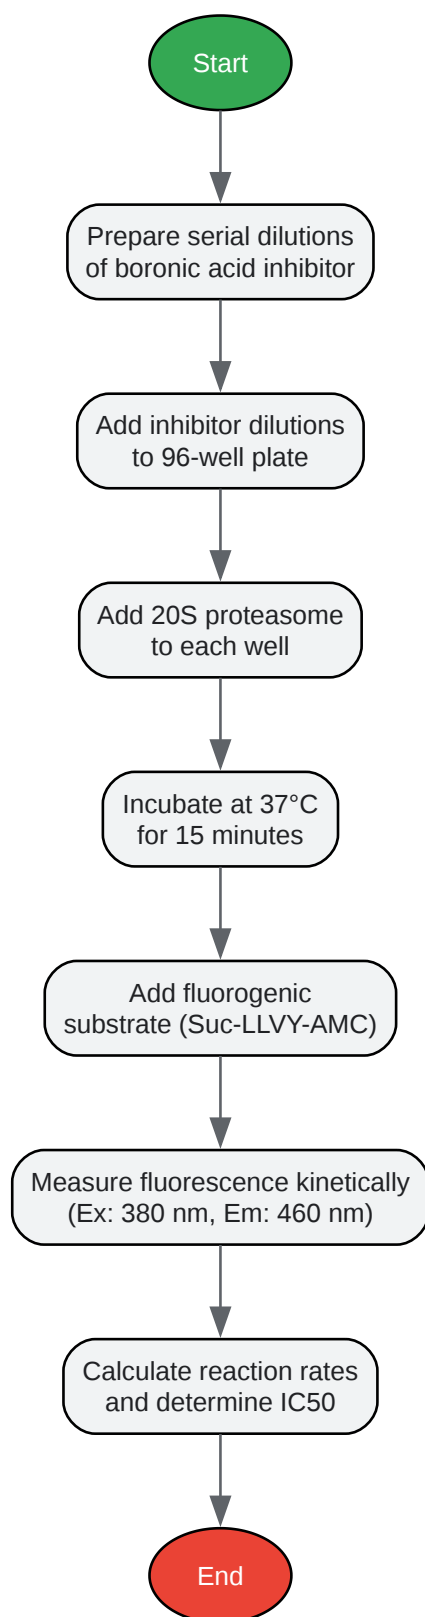 Start
Prepare serial dilutions
of boronic acid inhibitor
Add inhibitor dilutions
to 96-well plate
Add 20S proteasome
to each well
Incubate at 37°C
for 15 minutes
Add fluorogenic
substrate (Suc-LLVY-AMC)
Measure fluorescence kinetically
(Ex: 380 nm, Em: 460 nm)
Calculate reaction rates
and determine IC50
End